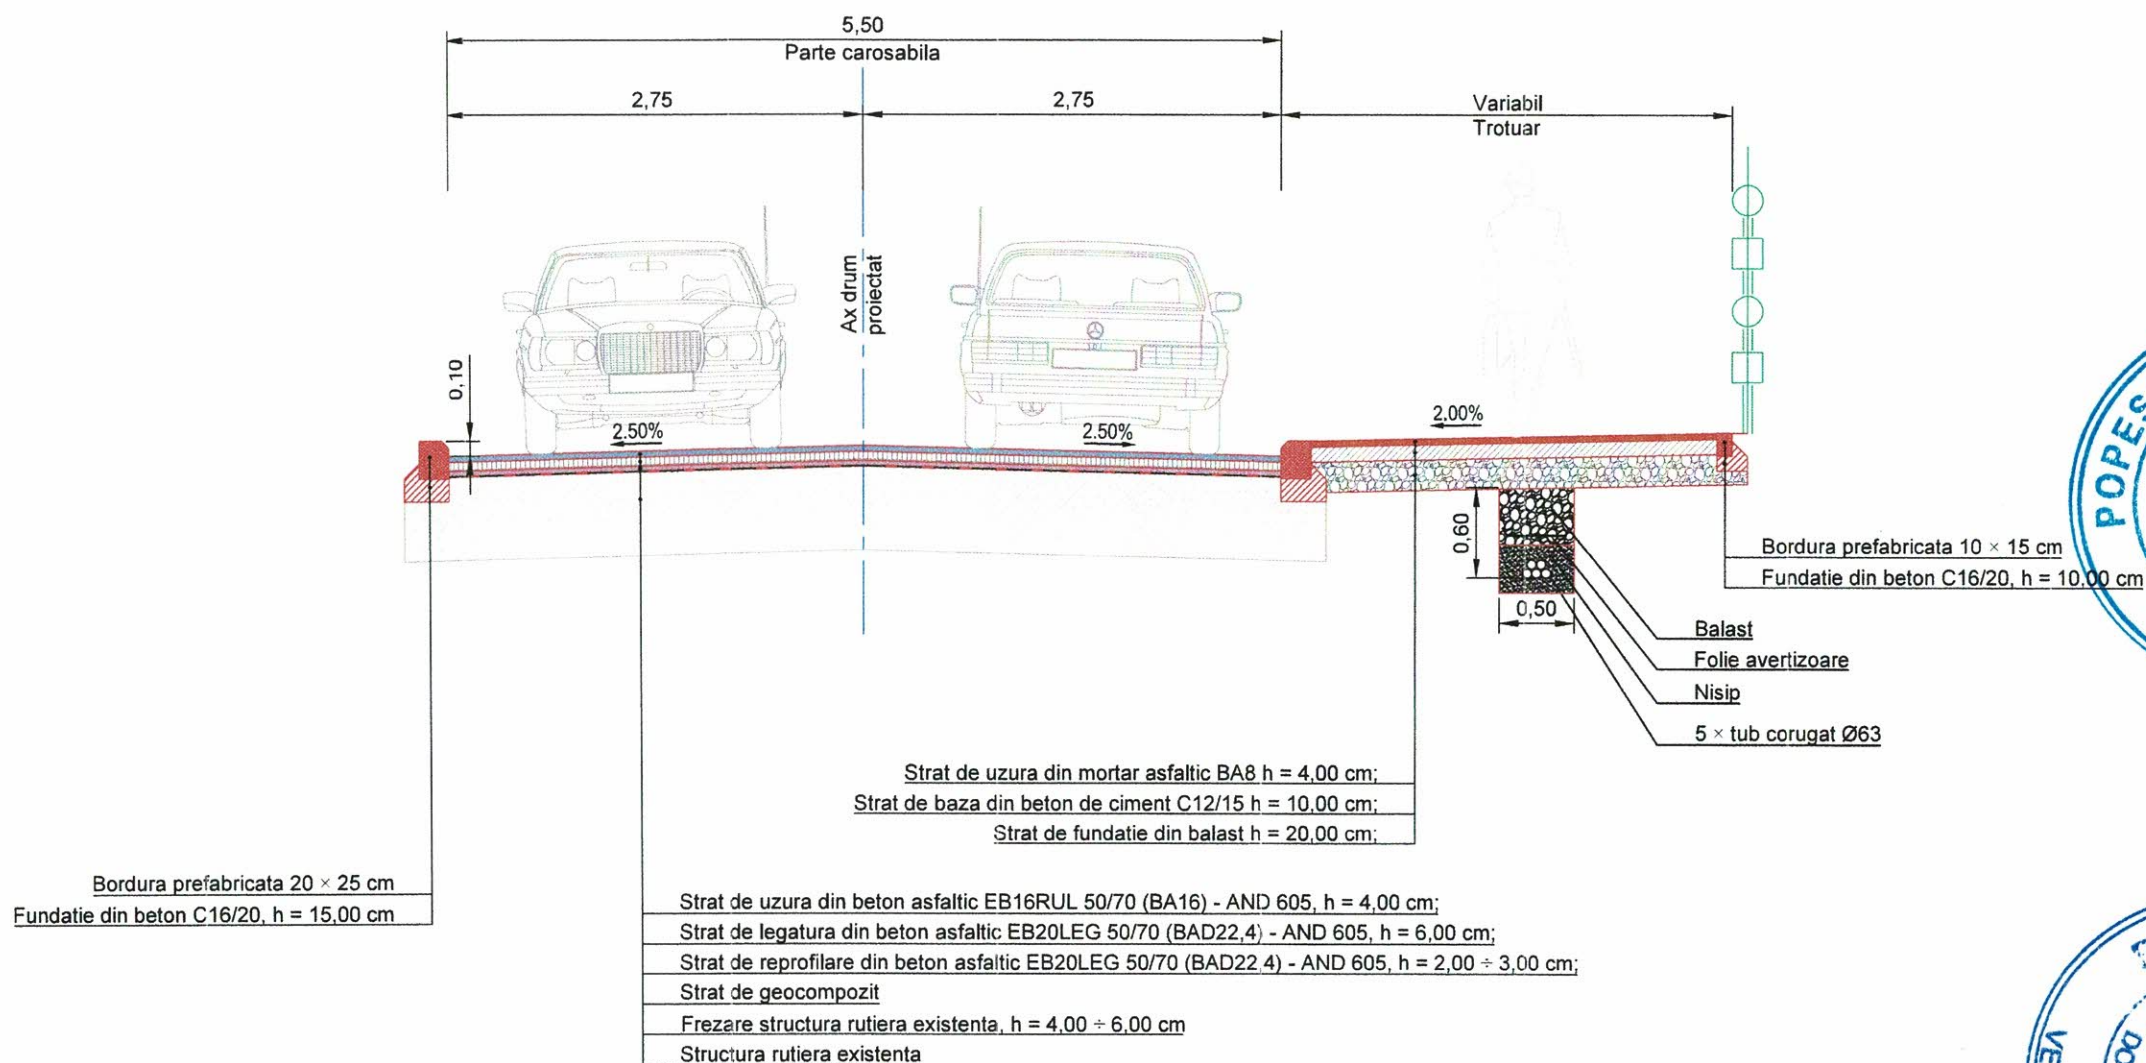 5,50
Parte carosabila
2,75
2,75
Variabil
Trotuar
Ax drum
proiectat
0,10
2.50%
2.50%
2.00%
0,60
0,50
Bordura prefabricata 10 × 15 cm
Fundatie din beton C16/20, h = 10,00 cm
Balast
Folie avertizoare
Nisip
5 × tub corugat Ø63
Strat de uzura din mortar asfaltic BA8 h = 4,00 cm;
Strat de baza din beton de ciment C12/15 h = 10,00 cm;
Strat de fundatie din balast h = 20,00 cm;
Bordura prefabricata 20 × 25 cm
Fundatie din beton C16/20, h = 15,00 cm
Strat de uzura din beton asfaltic EB16RUL 50/70 (BA16) - AND 605, h = 4,00 cm;
Strat de legatura din beton asfaltic EB20LEG 50/70 (BAD22,4) - AND 605, h = 6,00 cm;
Strat de reprofilare din beton asfaltic EB20LEG 50/70 (BAD22,4) - AND 605, h = 2,00 ÷ 3,00 cm;
Strat de geocompozit
Frezare structura rutiera existenta, h = 4,00 ÷ 6,00 cm
Structura rutiera existenta
POPES
VE
DO